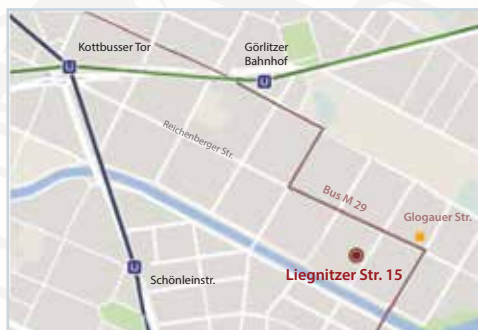 Kottbusser Tor
Görlitzer
Bahnhof
U
U
Reichenberger Str.
Bus M 29
Glogauer Str.
U
Schönleinstr.
Liegnitzer Str. 15